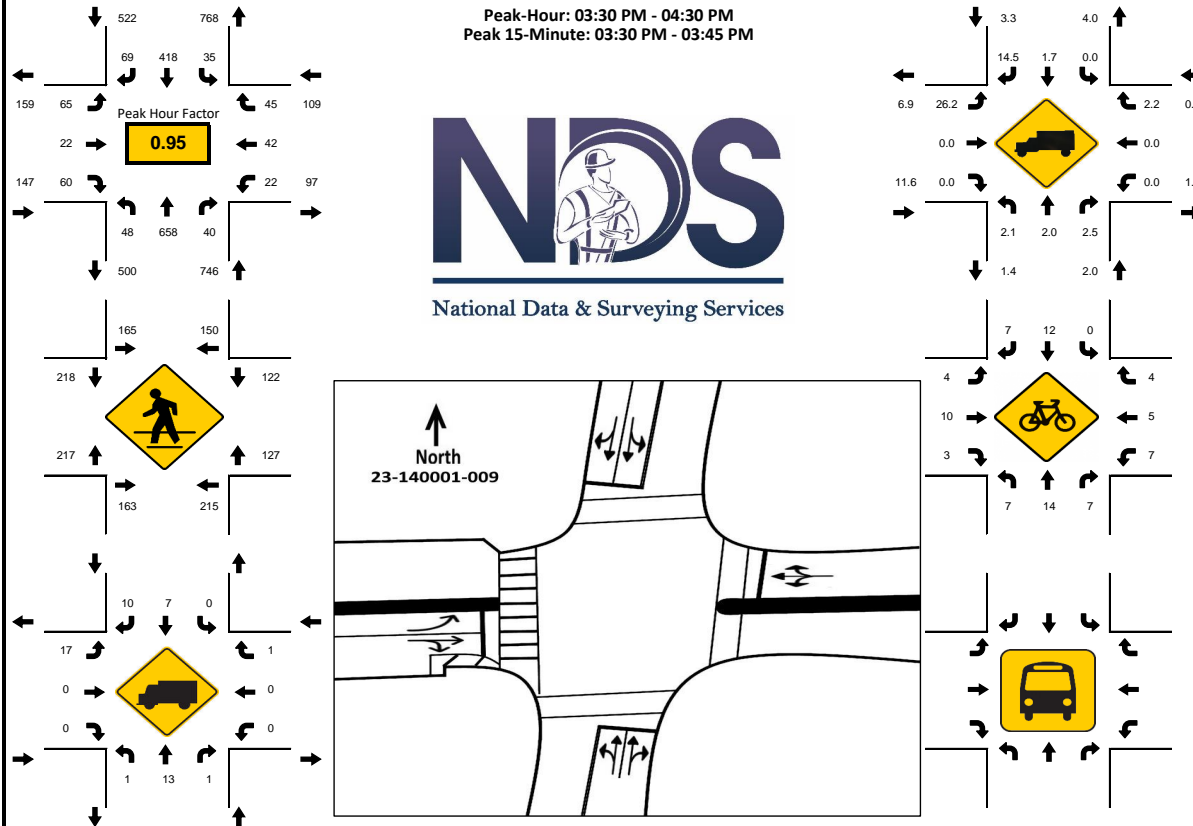 Peak-Hour: 03:30 PM - 04:30 PM
Peak 15-Minute: 03:30 PM - 03:45 PM
522 768
69 418 35
159 65 45 109
Peak Hour Factor
0.95
22 42
147 60 22 97
48 658 40
500 746
NDS
National Data & Surveying Services
3.3 4.0
14.5 1.7 0.0
6.9 26.2 2.2 0.
0.0 0.0
11.6 0.0 0.0 1.
2.1 2.0 2.5
1.4 2.0
165 150
218 122
217 127
163 215
7 12 0
4 4
10 5
3 7
7 14 7
North
23-140001-009
10 7 0
17 1
0 0
0 0
1 13 1